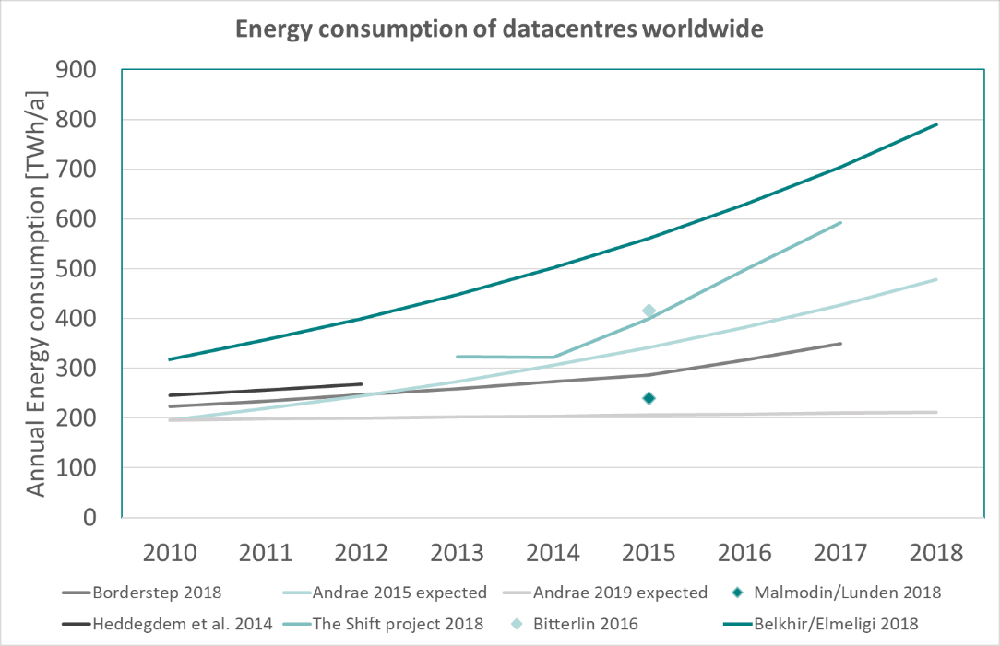 Energy consumption of datacentres worldwide
Annual Energy consumption [TWh/a]
900
800
700
600
500
400
300
200
100
0
2010 2011 2012 2013 2014 2015 2016 2017 2018
Borderstep 2018 Andrae 2015 expected Andrae 2019 expected Malmodin/Lunden 2018
Heddegdem et al. 2014 The Shift project 2018 Bitterlin 2016 Belkhir/Elmeligi 2018